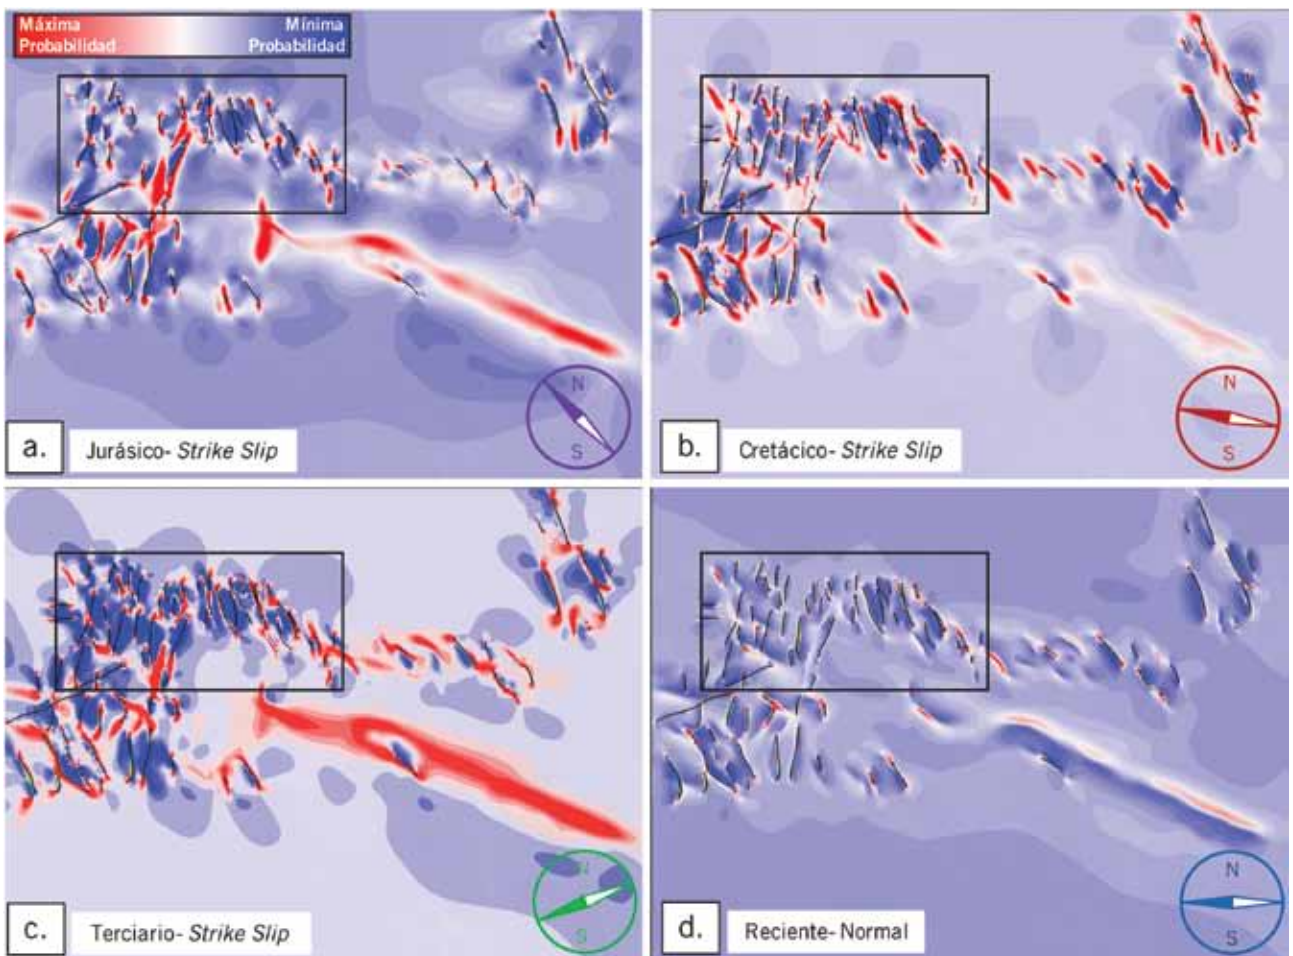 Máxima Mínima
Probabilidad Probabilidad
N
S
a. Jurásico- Strike Slip
N
S
b. Cretácico- Strike Slip
N
S
c. Terciario- Strike Slip
N
S
d. Reciente- Normal